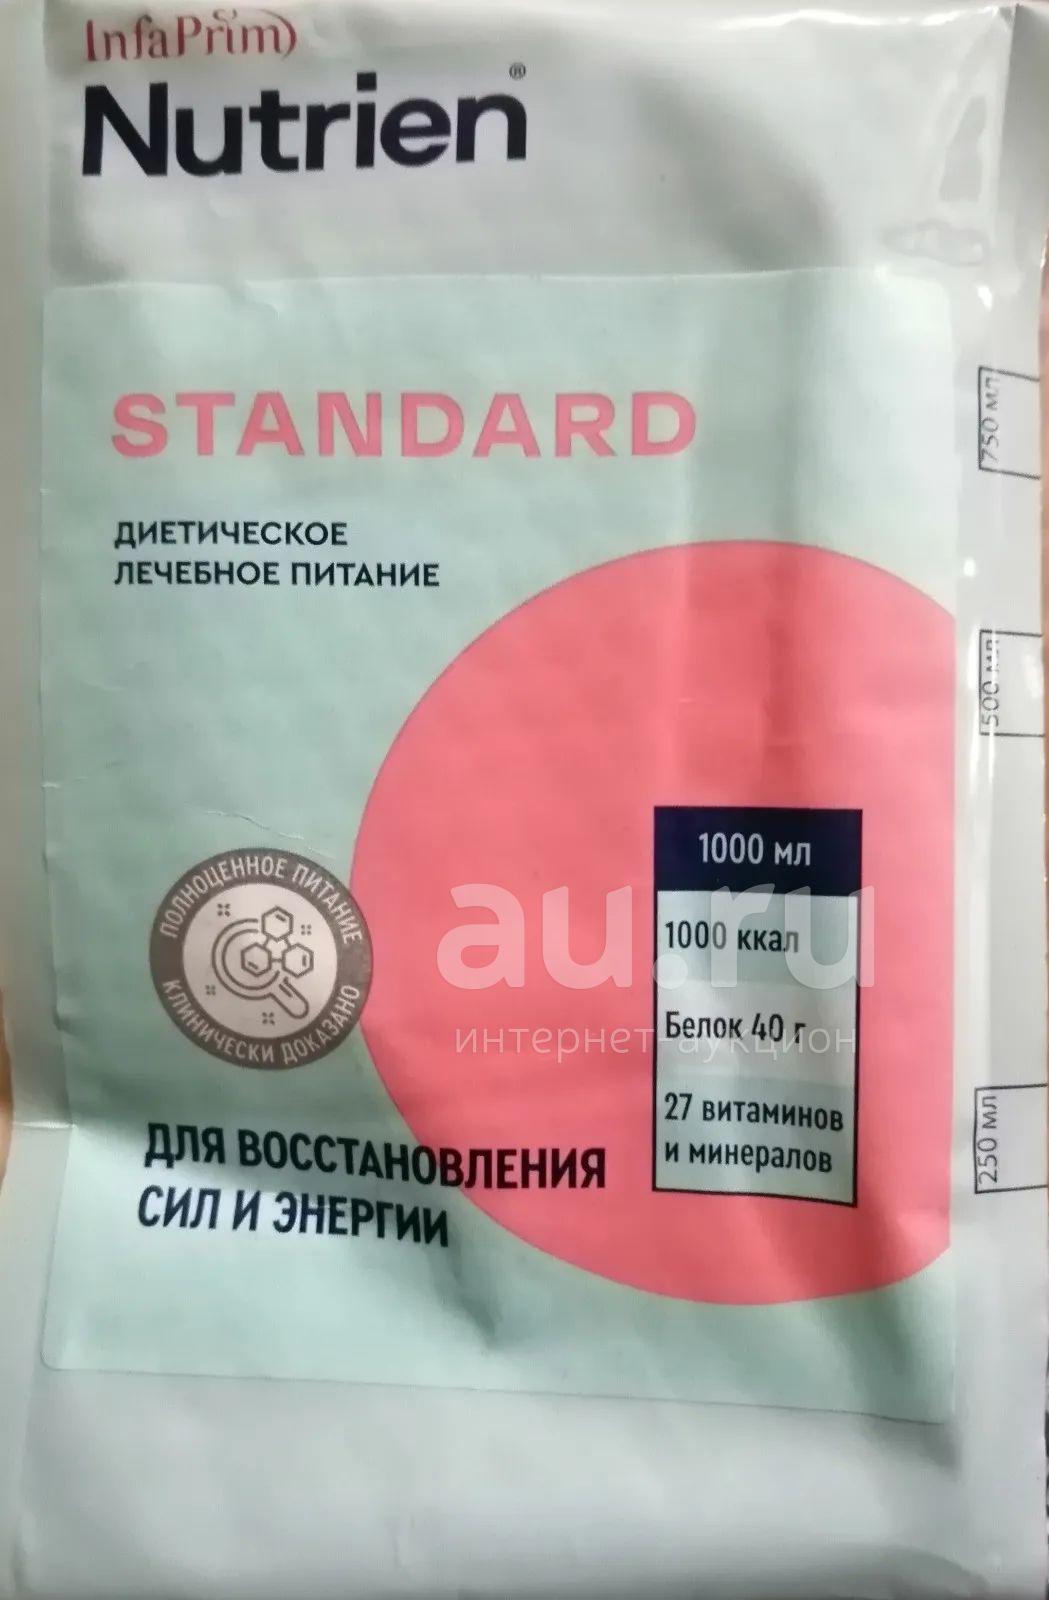 InfaPrim
Nutrien®
STANDARD
ДИЕТИЧЕСКОЕ
ЛЕЧЕБНОЕ ПИТАНИЕ
750 мл
500 мл
250 мл
1000 мл
1000 ккал
Белок 40 г
27 витаминов
и минералов
ПОЛНОЦЕННОЕ ПИТАНИЕ
КЛИНИЧЕСКИ ДОКАЗАНО
ДЛЯ ВОССТАНОВЛЕНИЯ
СИЛ И ЭНЕРГИИ
au.ru
интернет-аукцион